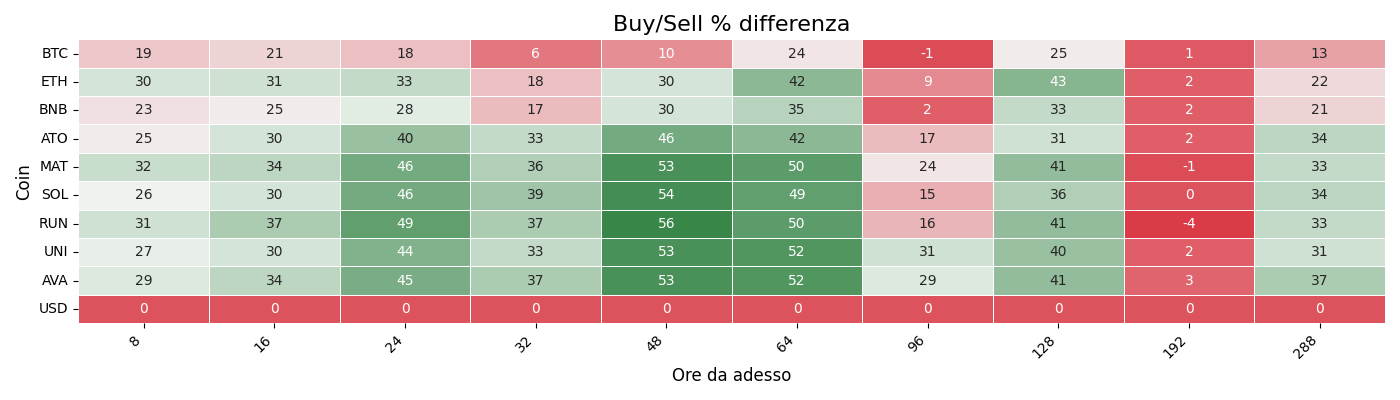 Buy/Sell % differenza
Coin
BTC 19 21 18 6 10 24 -1 25 1 13
ETH 30 31 33 18 30 42 9 43 2 22
BNB 23 25 28 17 30 35 2 33 2 21
ATO 25 30 40 33 46 42 17 31 2 34
MAT 32 34 46 36 53 50 24 41 -1 33
SOL 26 30 46 39 54 49 15 36 0 34
RUN 31 37 49 37 56 50 16 41 -4 33
UNI 27 30 44 33 53 52 31 40 2 31
AVA 29 34 45 37 53 52 29 41 3 37
USD 0 0 0 0 0 0 0 0 0 0
8 16 24 32 48 64 96 128 192 288
Ore da adesso